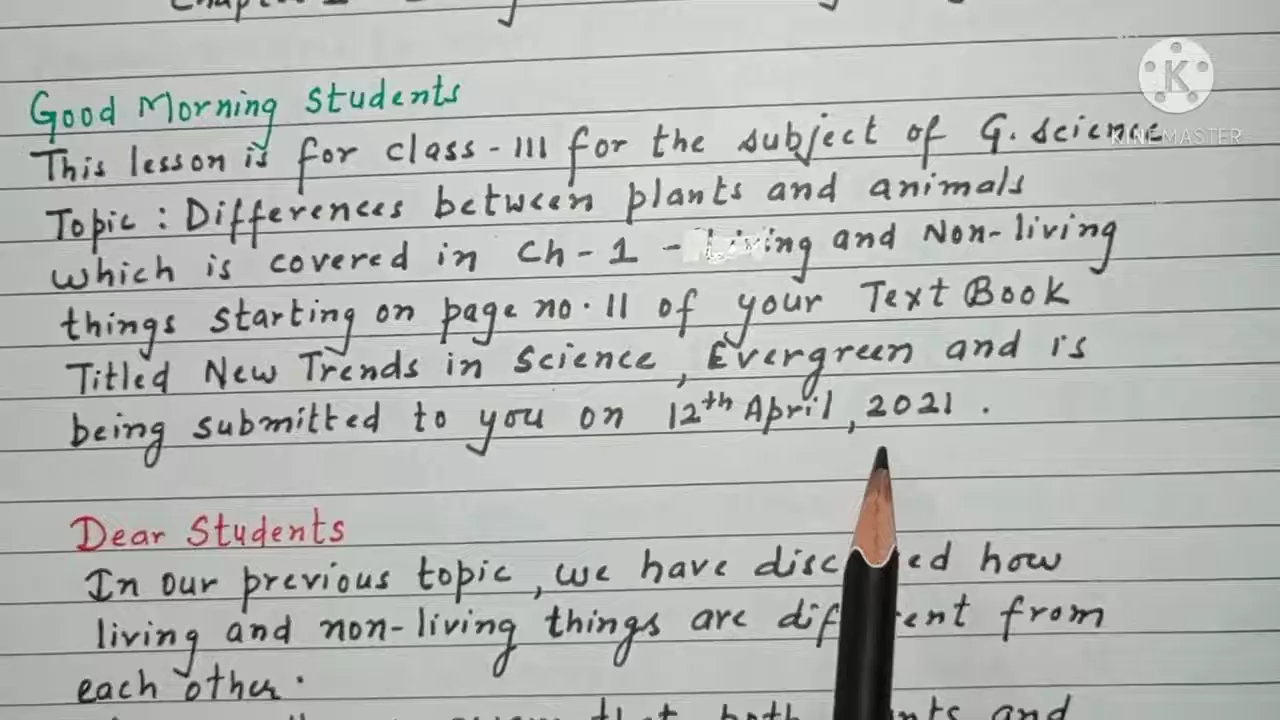 Good Morning Students
This lesson is for class-III for the subject of G. science
Topic : Differences between plants and animals
which is covered in Ch-1 - Living and Non-living
things starting on page no. 11 of your Text Book
Titled New Trends in Science, Evergreen and is
being submitted to you on 12th April, 2021.
Dear Students
In our previous topic, we have disc ed how
living and non-living things are dif ent from
each other.
that both and
K
KINEMASTER